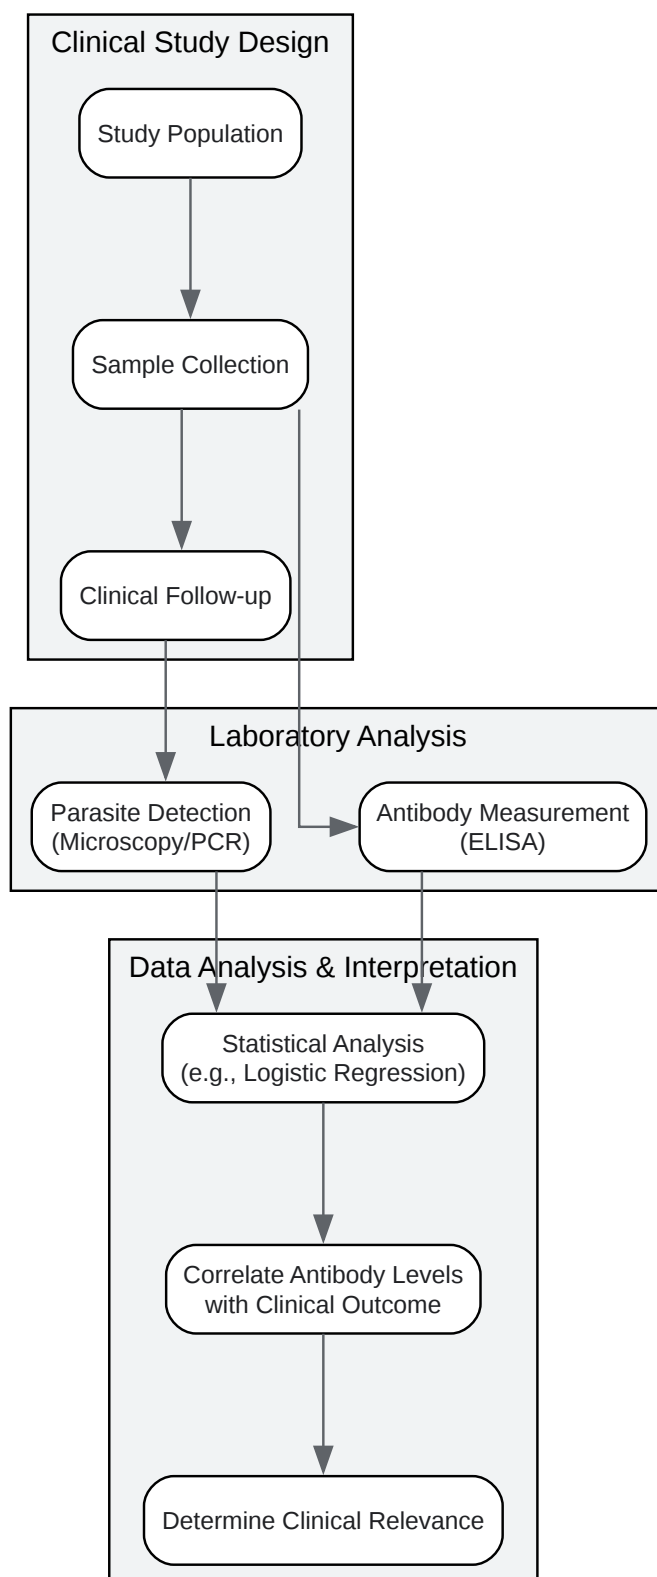 Clinical Study Design
Study Population
Sample Collection
Clinical Follow-up
Laboratory Analysis
Parasite Detection
(Microscopy/PCR)
Antibody Measurement
(ELISA)
Data Analysis & Interpretation
Statistical Analysis
(e.g., Logistic Regression)
Correlate Antibody Levels
with Clinical Outcome
Determine Clinical Relevance